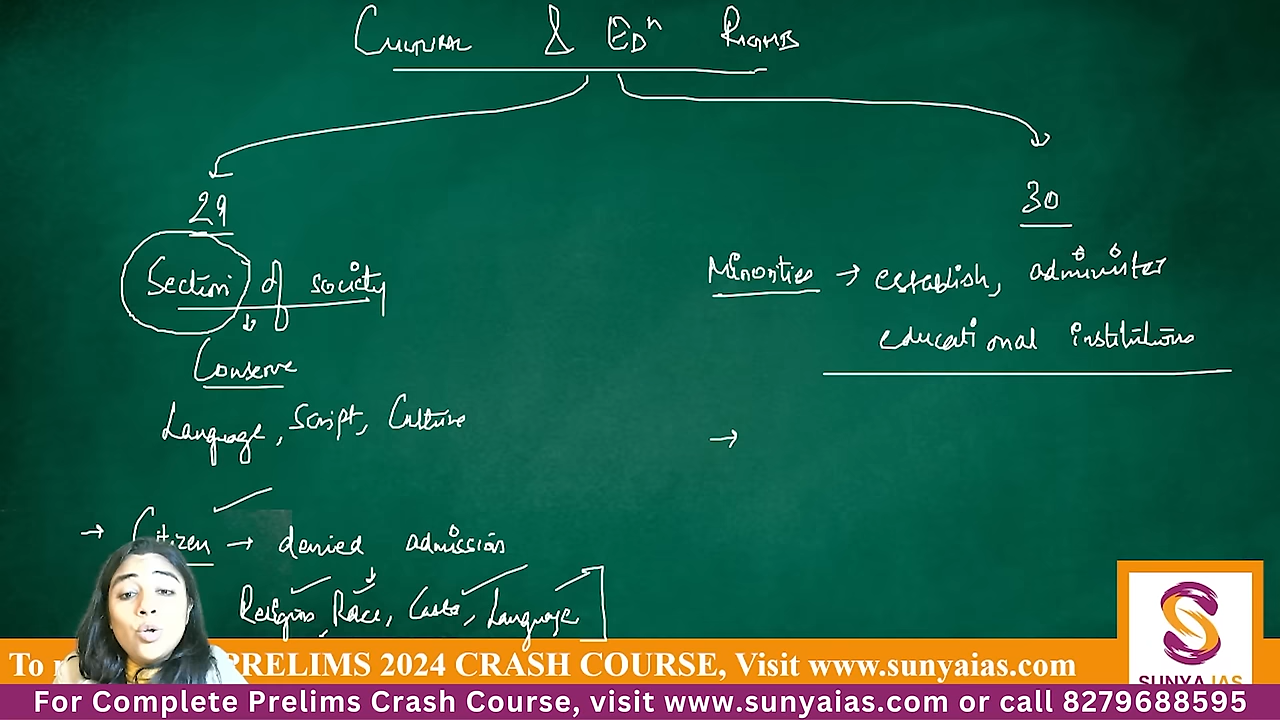 CULTURAL & EDn RIGHTS
29
Section of society
Conserve
Language, Script, Culture
→ Citizen → denied admission
Religion, Race, Caste, Language
30
Minorities → establish, administer
educational institutions
→
To PRELIMS 2024 CRASH COURSE, Visit www.sunyaias.com
SUNYA IAS
For Complete Prelims Crash Course, visit www.sunyaias.com or call 8279688595